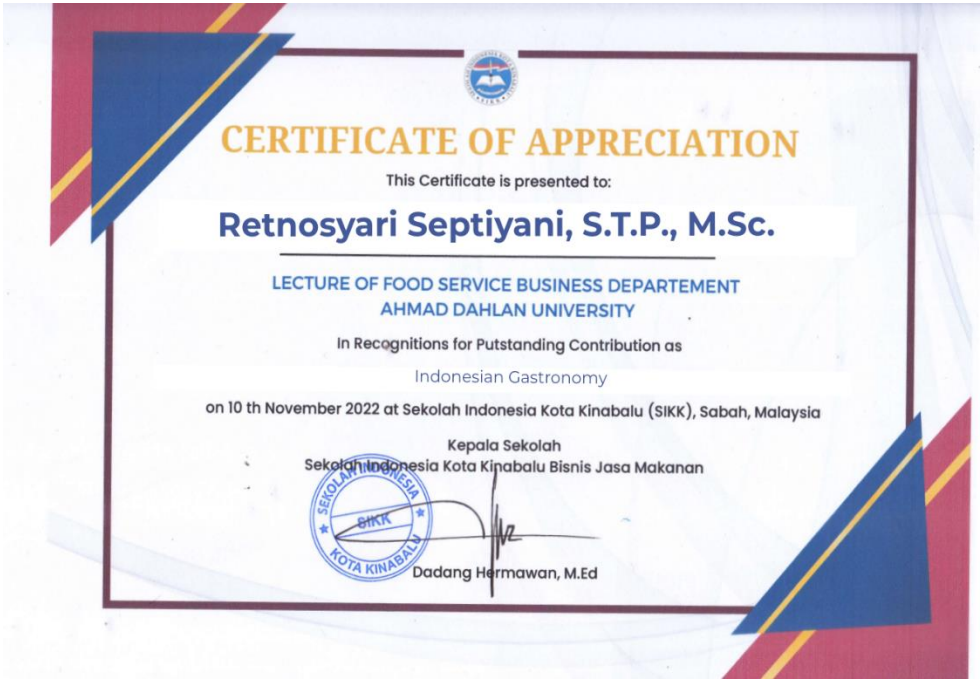 CERTIFICATE OF APPRECIATION
This Certificate is presented to:
Retnosyari Septiyani, S.T.P., M.Sc.
LECTURE OF FOOD SERVICE BUSINESS DEPARTEMENT
AHMAD DAHLAN UNIVERSITY
In Recognitions for Putstanding Contribution as
Indonesian Gastronomy
on 10 th November 2022 at Sekolah Indonesia Kota Kinabalu (SIKK), Sabah, Malaysia
Kepala Sekolah
Sekolah Indonesia Kota Kinabalu Bisnis Jasa Makanan
SEKOLAH INDONESIA
SIKK
KOTA KINABALU
Dadang Hermawan, M.Ed